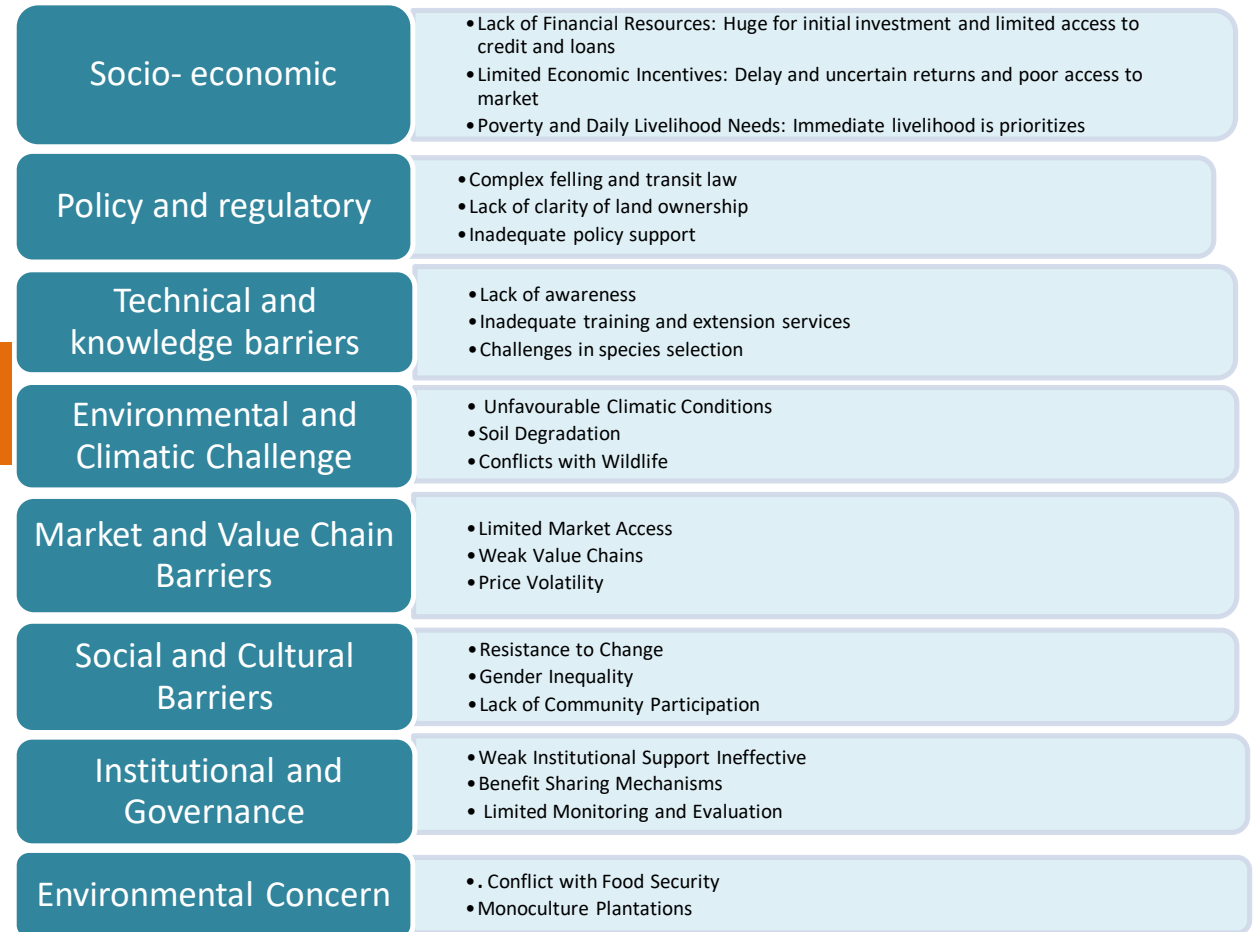 Socio- economic
•Lack of Financial Resources: Huge for initial investment and limited access to
credit and loans
•Limited Economic Incentives: Delay and uncertain returns and poor access to
market
•Poverty and Daily Livelihood Needs: Immediate livelihood is prioritizes
Policy and regulatory
•Complex felling and transit law
•Lack of clarity of land ownership
•Inadequate policy support
Technical and
knowledge barriers
•Lack of awareness
•Inadequate training and extension services
•Challenges in species selection
Environmental and
Climatic Challenge
• Unfavourable Climatic Conditions
•Soil Degradation
•Conflicts with Wildlife
Market and Value Chain
Barriers
•Limited Market Access
•Weak Value Chains
•Price Volatility
Social and Cultural
Barriers
•Resistance to Change
•Gender Inequality
•Lack of Community Participation
Institutional and
Governance
•Weak Institutional Support Ineffective
•Benefit Sharing Mechanisms
• Limited Monitoring and Evaluation
Environmental Concern
•. Conflict with Food Security
•Monoculture Plantations